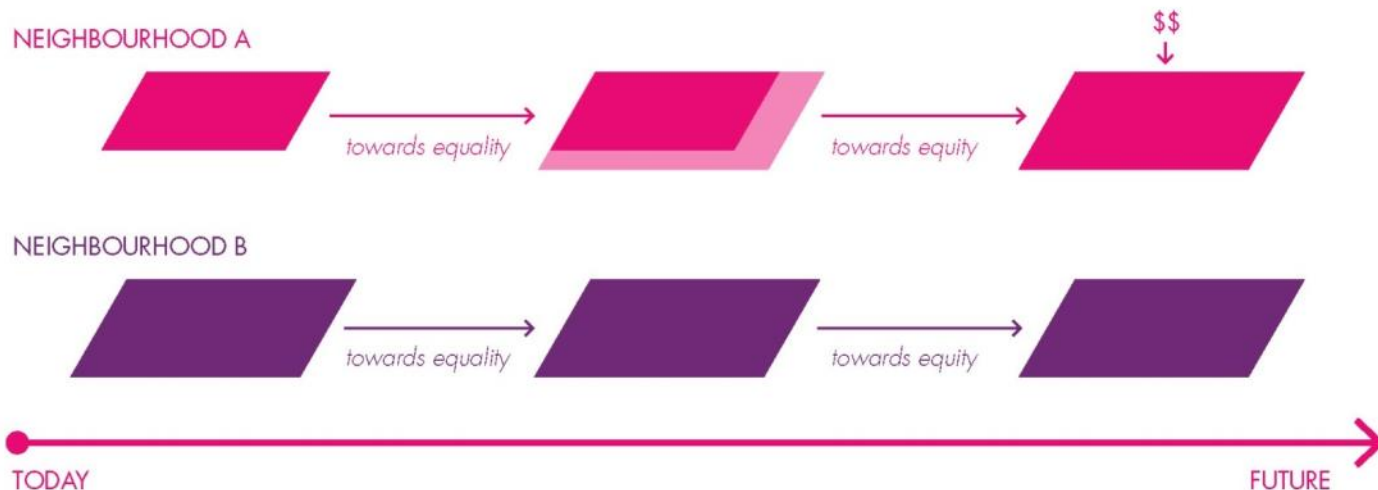 $$
NEIGHBOURHOOD A
towards equality
towards equity
NEIGHBOURHOOD B
towards equality
towards equity
TODAY
FUTURE